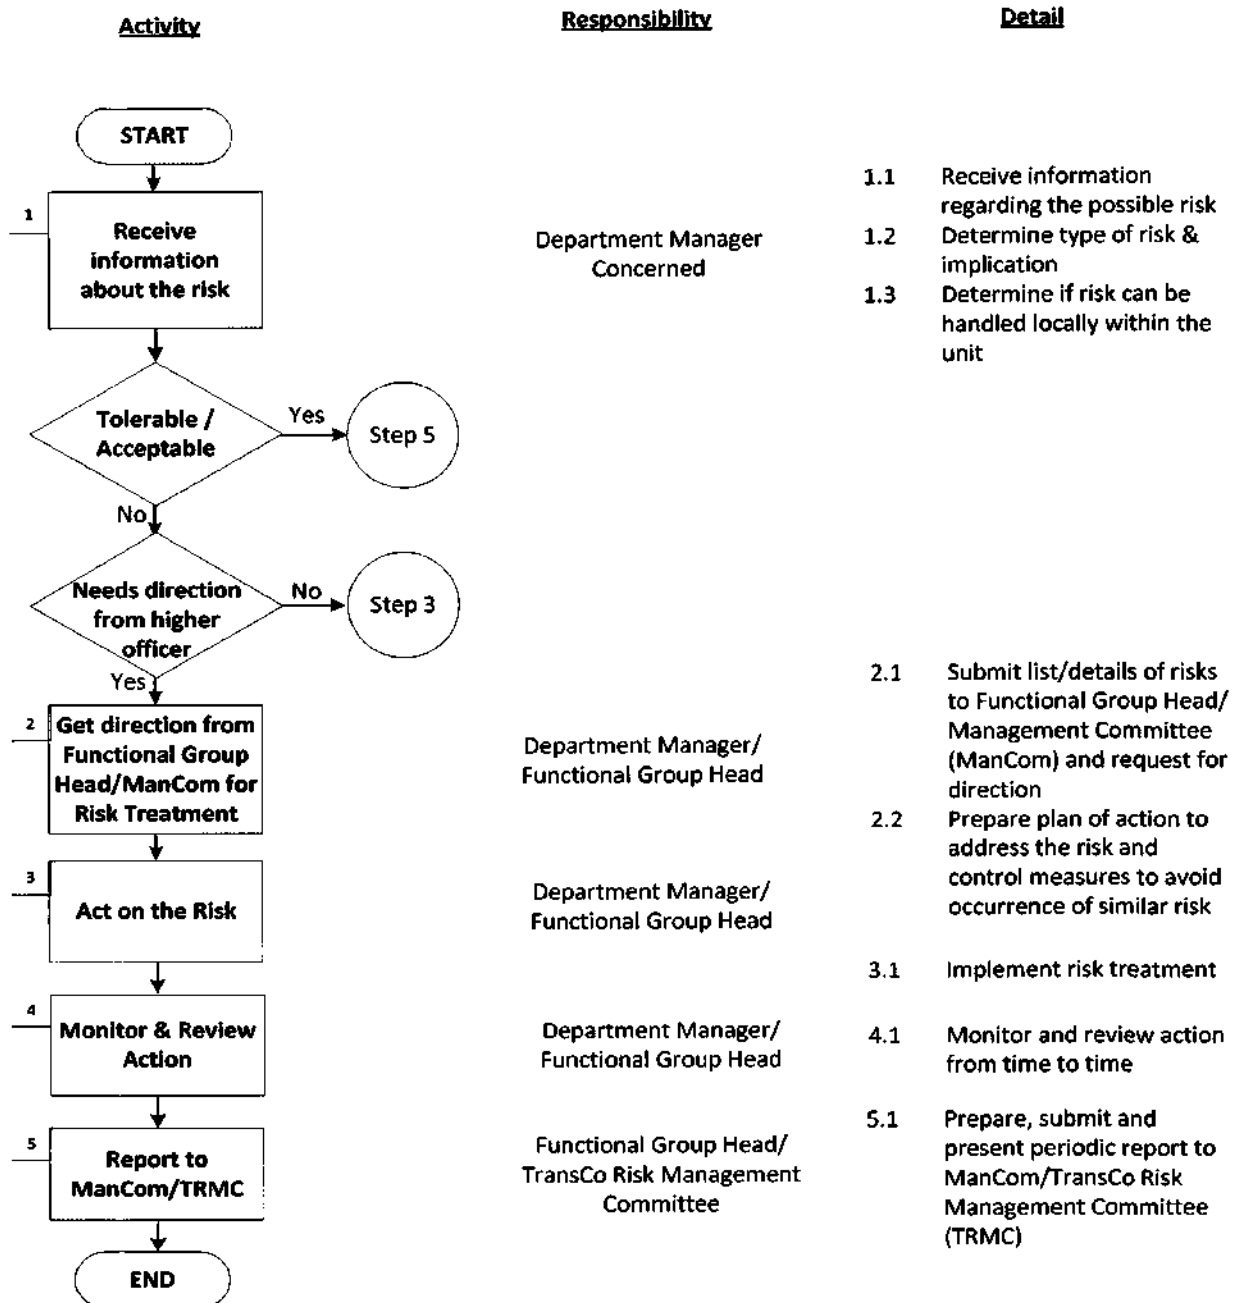 Activity
Responsibility
Detail
START
1
Receive
information
about the risk
Department Manager
Concerned
1.1 Receive information
regarding the possible risk
1.2 Determine type of risk &
implication
1.3 Determine if risk can be
handled locally within the
unit
Tolerable /
Acceptable
Yes
Step 5
No
Needs direction
from higher
officer
No
Step 3
Yes
2
Get direction from
Functional Group
Head/ManCom for
Risk Treatment
Department Manager/
Functional Group Head
2.1 Submit list/details of risks
to Functional Group Head/
Management Committee
(ManCom) and request for
direction
2.2 Prepare plan of action to
address the risk and
control measures to avoid
occurrence of similar risk
3
Act on the Risk
Department Manager/
Functional Group Head
3.1 Implement risk treatment
4
Monitor & Review
Action
Department Manager/
Functional Group Head
4.1 Monitor and review action
from time to time
5
Report to
ManCom/TRMC
Functional Group Head/
TransCo Risk Management
Committee
5.1 Prepare, submit and
present periodic report to
ManCom/TransCo Risk
Management Committee
(TRMC)
END